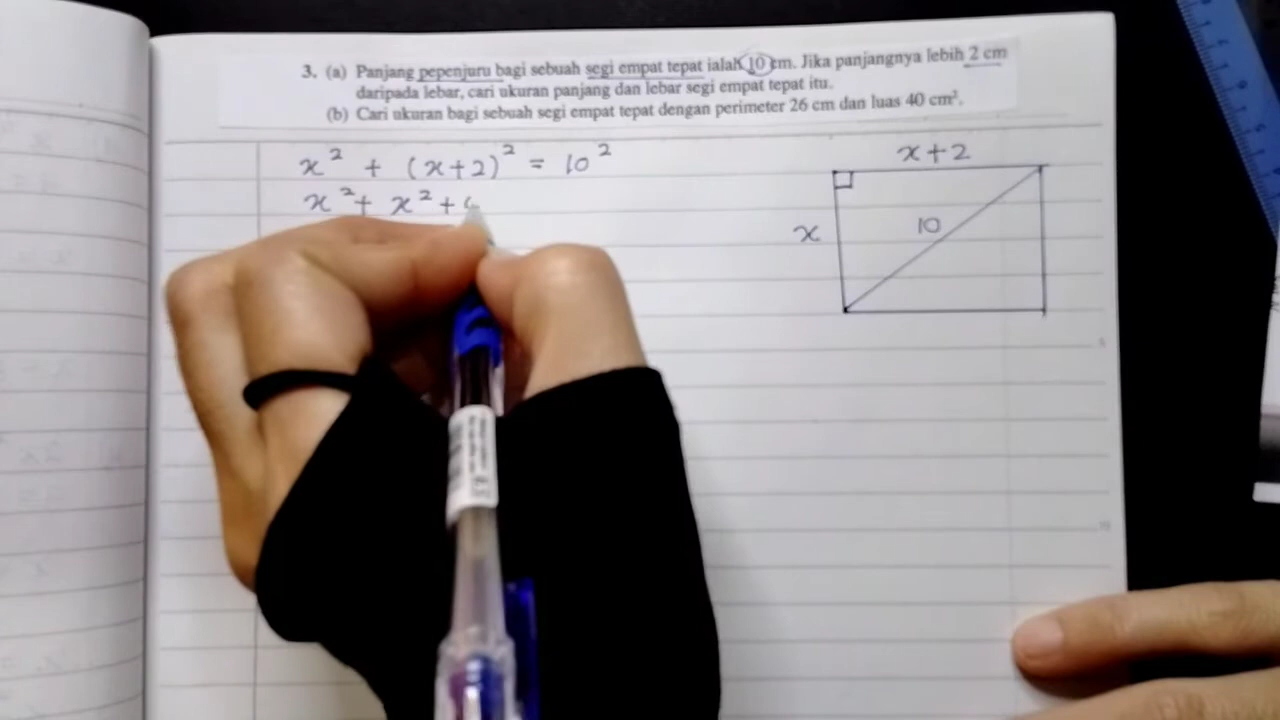 3. (a) Panjang pepenjuru bagi sebuah segi empat tepat ialah 10 cm. Jika panjangnya lebih 2 cm
daripada lebar, cari ukuran panjang dan lebar segi empat tepat itu.
(b) Cari ukuran bagi sebuah segi empat tepat dengan perimeter 26 cm dan luas 40 cm².
x² + (x+2)² = 10²
x² + x² +
x+2
x
10